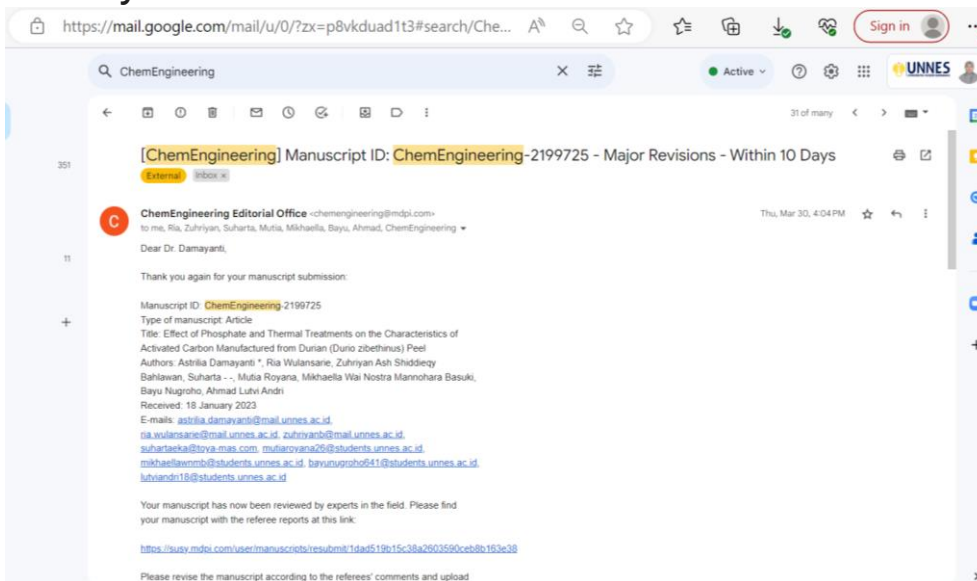 https://mail.google.com/mail/u/0/?zx=p8vkduad1t3#search/Che...
Sign in
ChemEngineering
Active
UNNES
31 of many
351
[ChemEngineering] Manuscript ID: ChemEngineering-2199725 - Major Revisions - Within 10 Days
External Inbox x
C
ChemEngineering Editorial Office <chemengineering@mdpi.com>
Thu, Mar 30, 4:04 PM
to me, Ria, Zuhriyan, Suharta, Mutia, Mikhaella, Bayu, Ahmad, ChemEngineering
Dear Dr. Damayanti,
11
Thank you again for your manuscript submission:
Manuscript ID: ChemEngineering-2199725
Type of manuscript: Article
Title: Effect of Phosphate and Thermal Treatments on the Characteristics of
Activated Carbon Manufactured from Durian (Durio zibethinus) Peel
Authors: Astrilia Damayanti *, Ria Wulansarie, Zuhriyan Ash Shiddieqy
Bahlawan, Suharta - -, Mutia Royana, Mikhaella Wai Nostra Mannohara Basuki,
Bayu Nugroho, Ahmad Lutvi Andri
Received: 18 January 2023
E-mails: astrilia.damayanti@mail.unnes.ac.id,
ria.wulansarie@mail.unnes.ac.id, zuhriyanb@mail.unnes.ac.id,
suhartaeka@toya-mas.com, mutiaroyana26@students.unnes.ac.id,
mikhaellawnmb@students.unnes.ac.id, bayunugroho641@students.unnes.ac.id,
lutviandri18@students.unnes.ac.id
Your manuscript has now been reviewed by experts in the field. Please find
your manuscript with the referee reports at this link:
https://susy.mdpi.com/user/manuscripts/resubmit/1dad519b15c38a2603590ceb8b163e38
Please revise the manuscript according to the referees' comments and upload